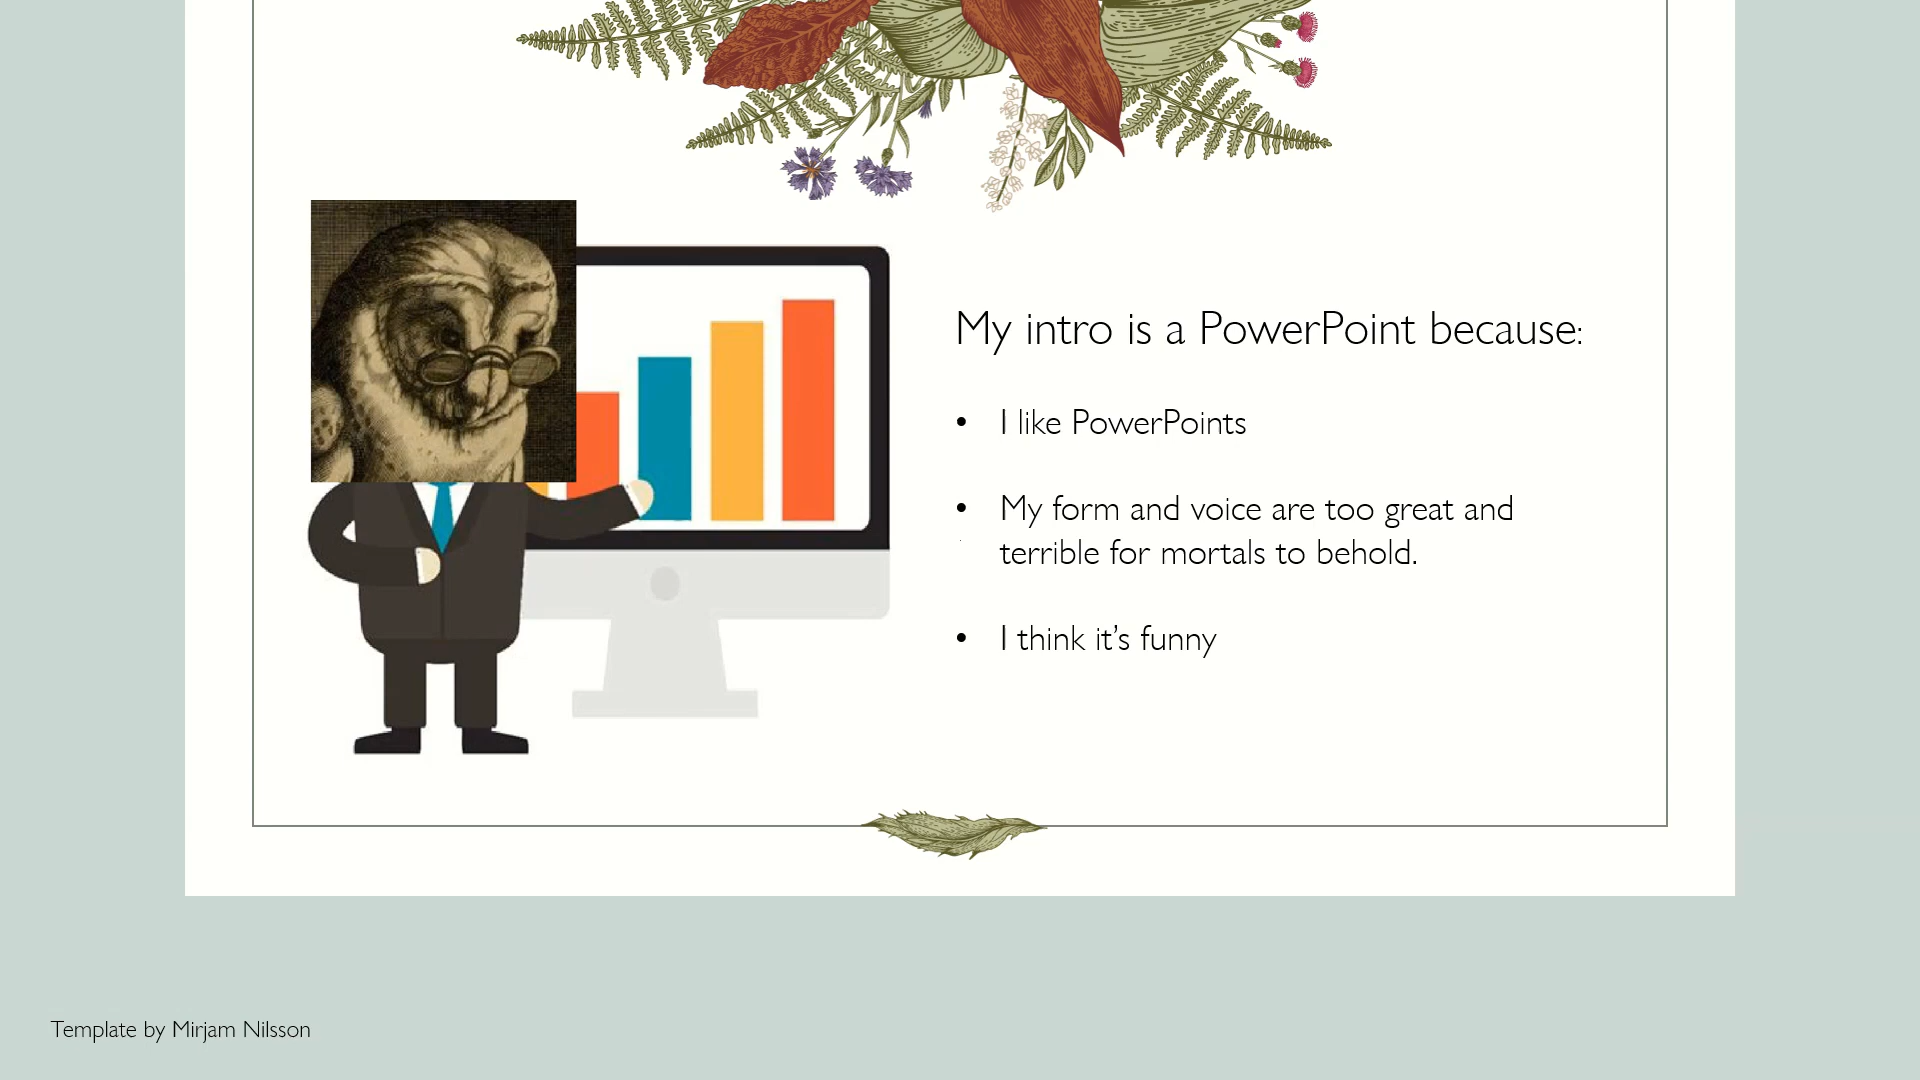 My intro is a PowerPoint because:
• I like PowerPoints
• My form and voice are too great and
terrible for mortals to behold.
• I think it’s funny
Template by Mirjam Nilsson